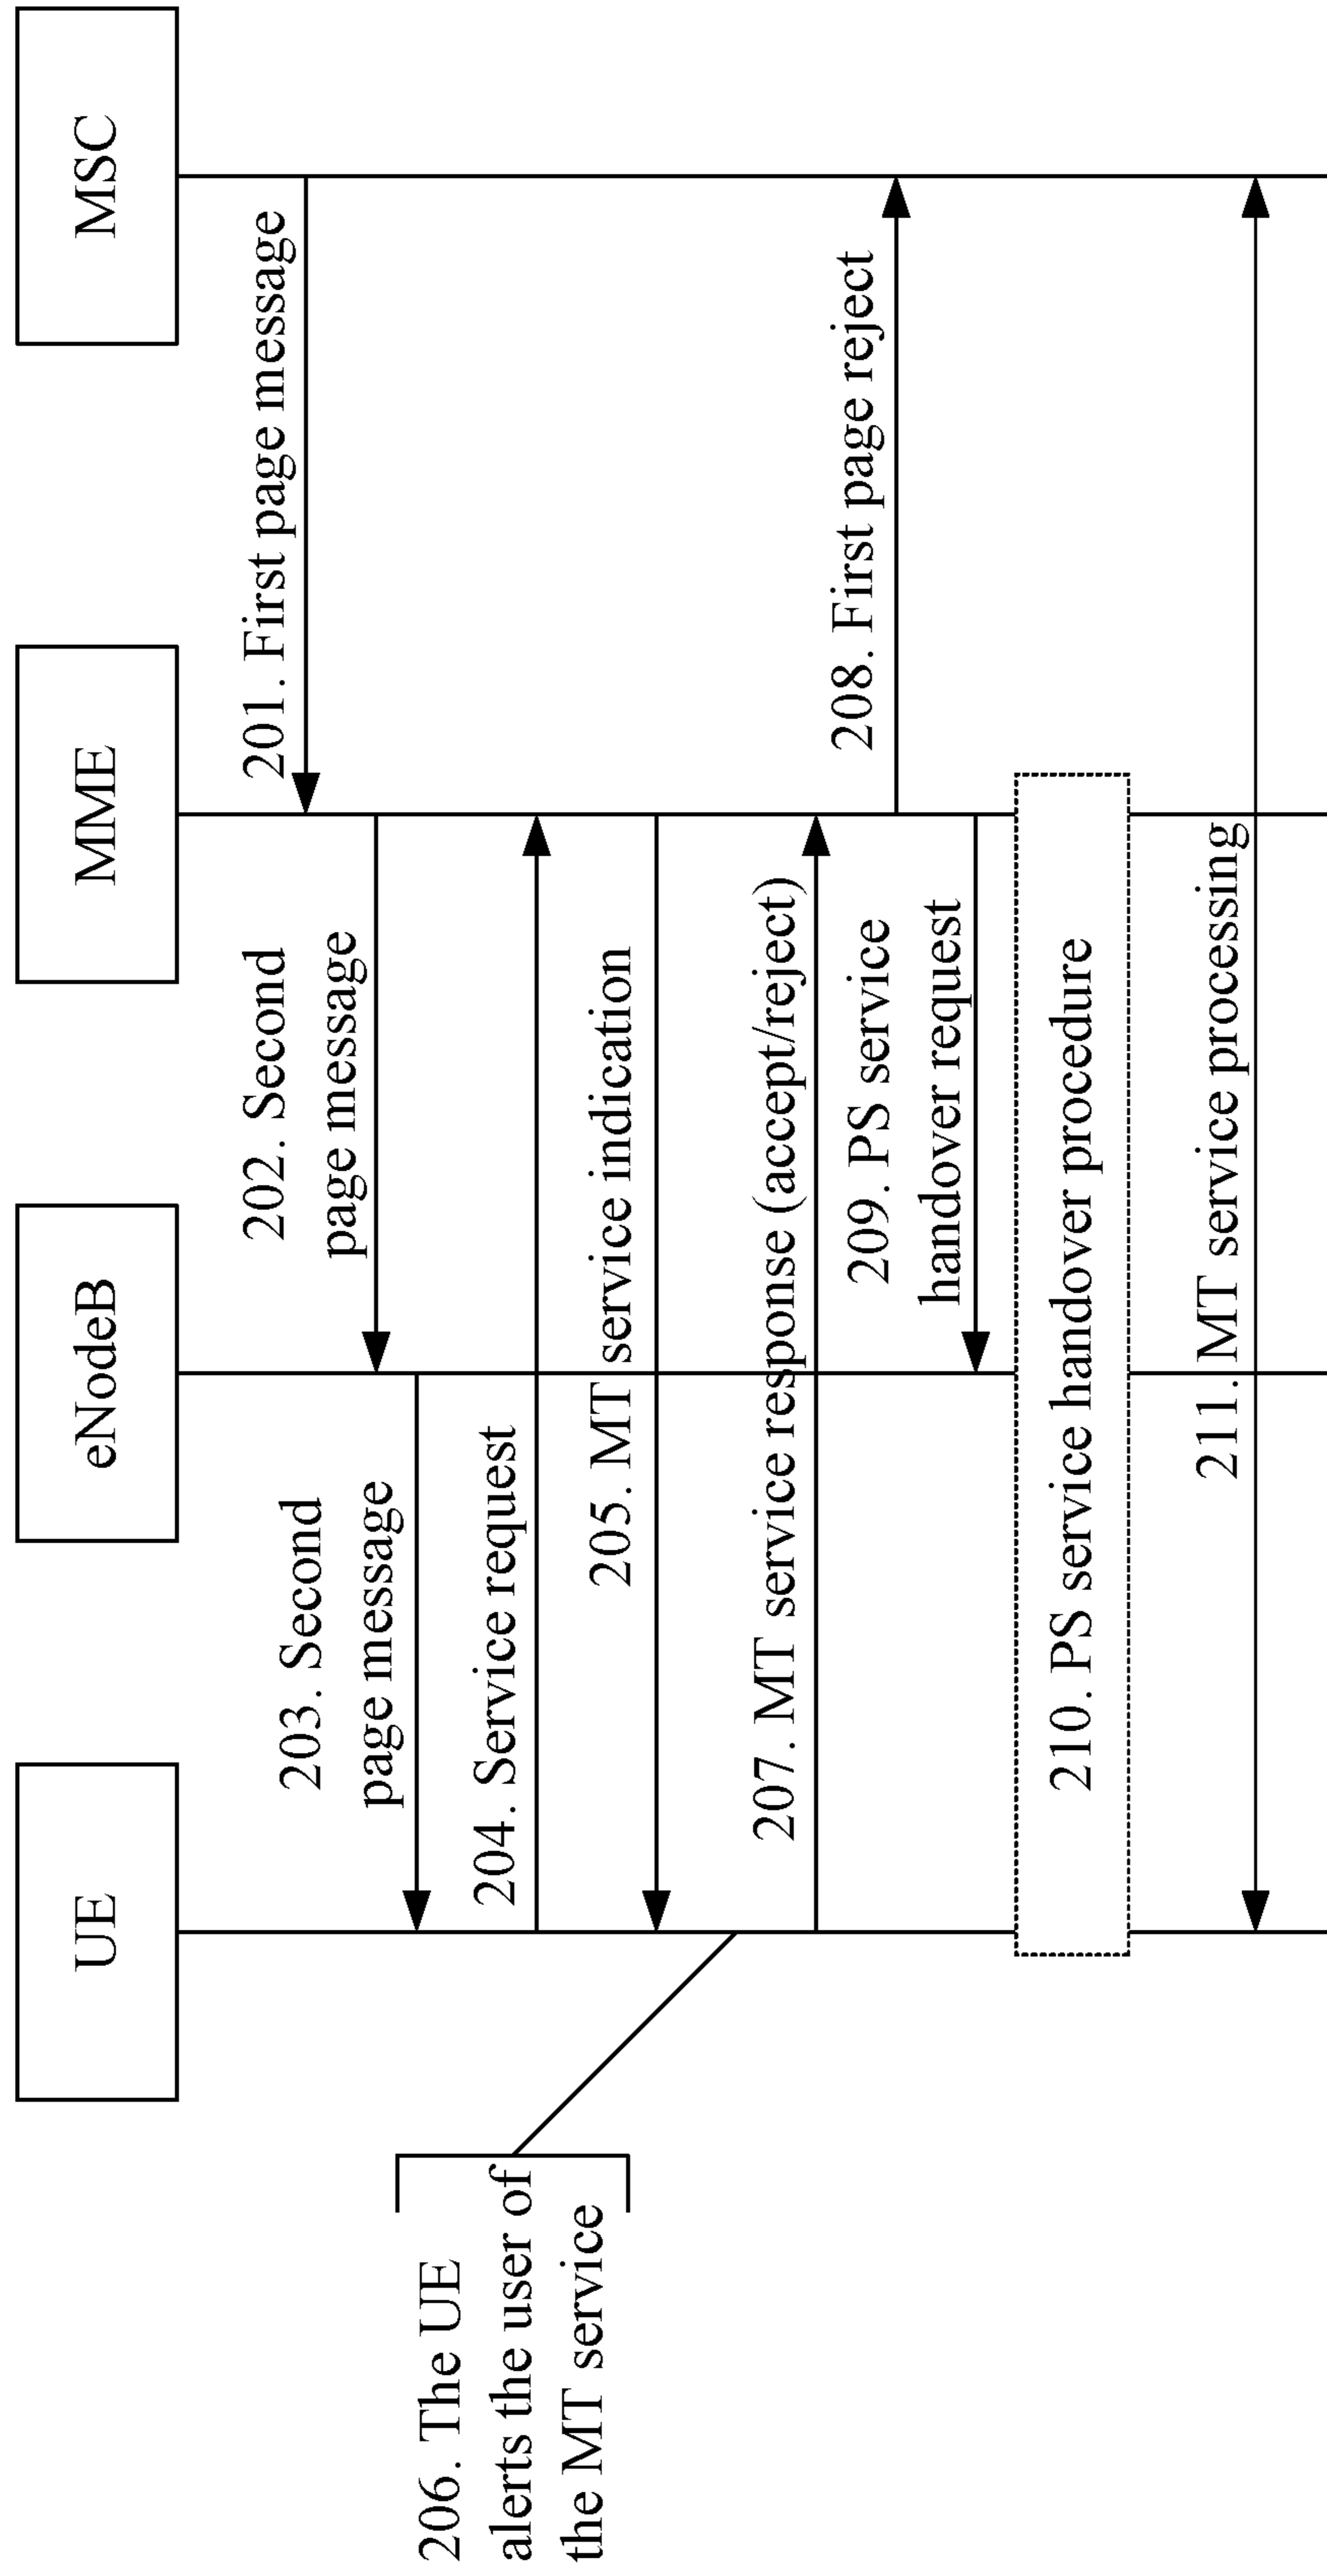 UE
eNodeB
MME
MSC
201. First page message
202. Second
page message
203. Second
page message
204. Service request
205. MT service indication
206. The UE
alerts the user of
the MT service
207. MT service response (accept/reject)
208. First page reject
209. PS service
handover request
210. PS service handover procedure
211. MT service processing